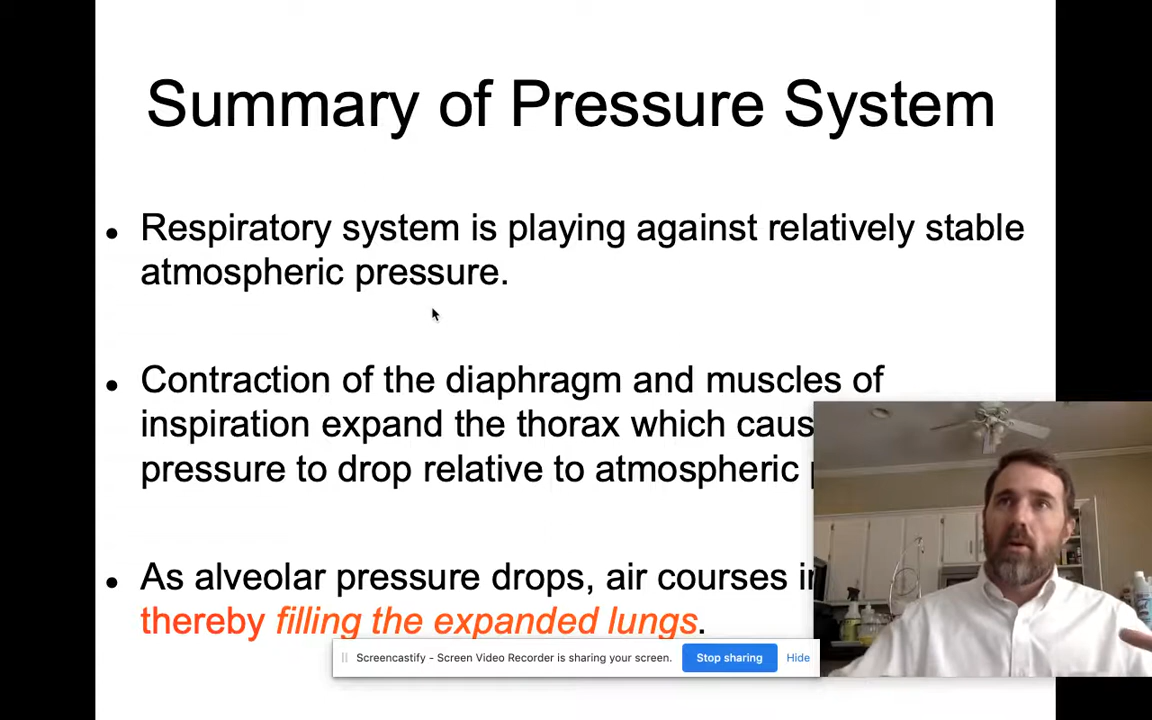 Summary of Pressure System
• Respiratory system is playing against relatively stable
atmospheric pressure.
• Contraction of the diaphragm and muscles of
inspiration expand the thorax which caus
pressure to drop relative to atmospheric
• As alveolar pressure drops, air courses
thereby filling the expanded lungs.
Screencastify - Screen Video Recorder is sharing your screen.
Stop sharing
Hide